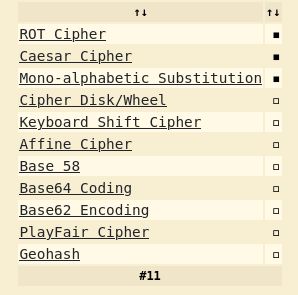 ↑↓ ↑↓
ROT Cipher ▪
Caesar Cipher ▪
Mono-alphabetic Substitution ▪
Cipher Disk/Wheel ▫
Keyboard Shift Cipher ▫
Affine Cipher ▫
Base 58 ▫
Base64 Coding ▫
Base62 Encoding ▫
PlayFair Cipher ▫
Geohash ▫
#11